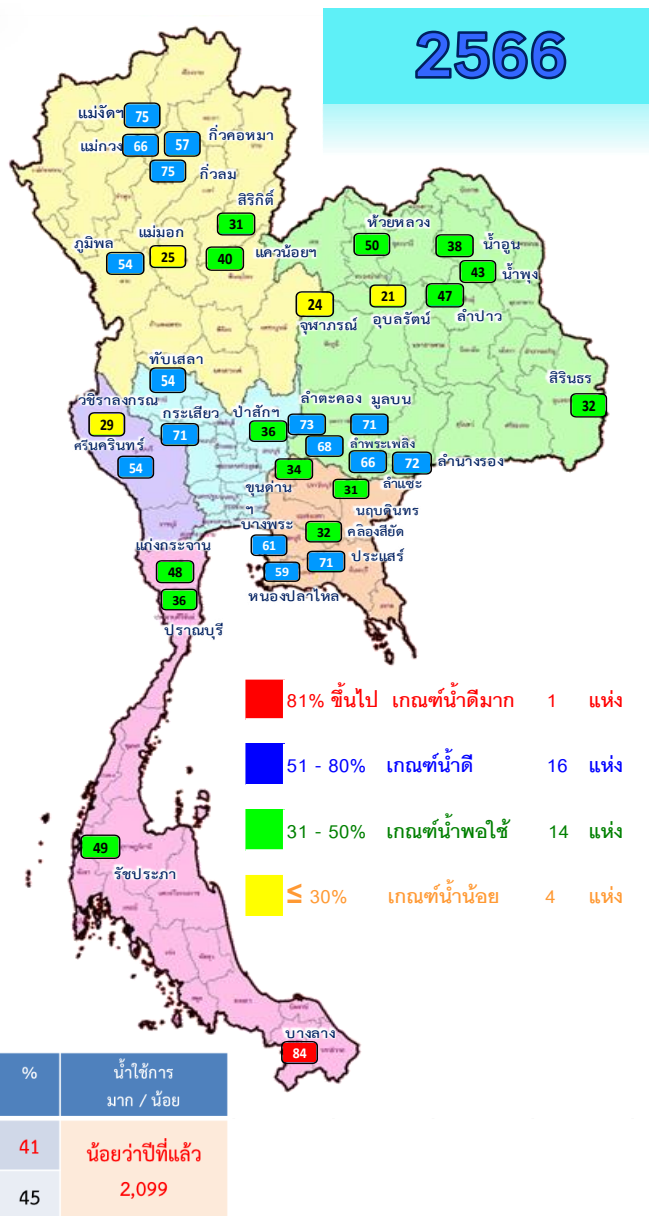 2566
แม่งัดฯ
75
กิ่วคอหมา
แม่กวง
66
57
75
กิ่วลม
สิริกิติ์
31
ห้วยหลวง
50
38
น้ำอูน
แม่มอก
ภูมิพล
54
25
40
แควน้อยฯ
43
น้ำพุง
24
21
47
จุฬาภรณ์
อุบลรัตน์
ลำปาว
ทับเสลา
54
สิรินธร
32
วชิราลงกรณ
29
กระเสียว
71
ป่าสักฯ
36
ลำตะคอง
73
มูลบน
71
ศรีนครินทร์
54
68
ลำพระเพลิง
66
72
ลำนางรอง
34
ขุนด่าน
ฯ
31
ลำแซะ
นฤบดินทร
บางพระ
61
32
คลองสียัด
แก่งกระจาน
48
59
71
ประแสร์
หนองปลาไหล
36
ปราณบุรี
81% ขึ้นไป เกณฑ์น้ำดีมาก 1 แห่ง
51 - 80% เกณฑ์น้ำดี 16 แห่ง
31 - 50% เกณฑ์น้ำพอใช้ 14 แห่ง
≤ 30% เกณฑ์น้ำน้อย 4 แห่ง
49
รัชประภา
บางลาง
84
% น้ำใช้การ
มาก / น้อย
41 น้อยว่าปีที่แล้ว
2,099
45